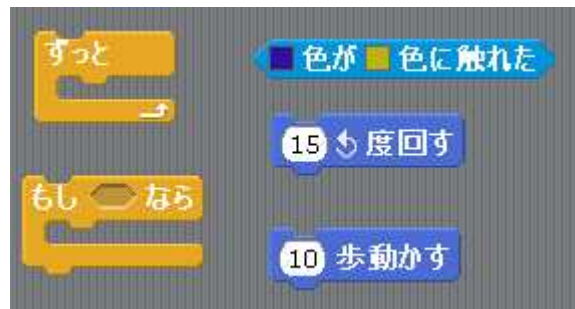 ずっと
色が 色に触れた
15 度回す
もし なら
10 歩動かす